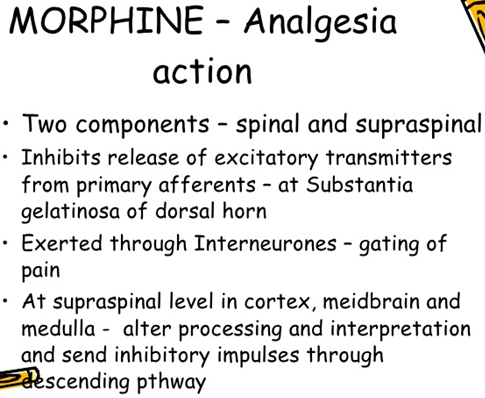 MORPHINE – Analgesia
action
• Two components – spinal and supraspinal
• Inhibits release of excitatory transmitters
from primary afferents – at Substantia
gelatinosa of dorsal horn
• Exerted through Interneurones – gating of
pain
• At supraspinal level in cortex, meidbrain and
medulla - alter processing and interpretation
and send inhibitory impulses through
descending pthway